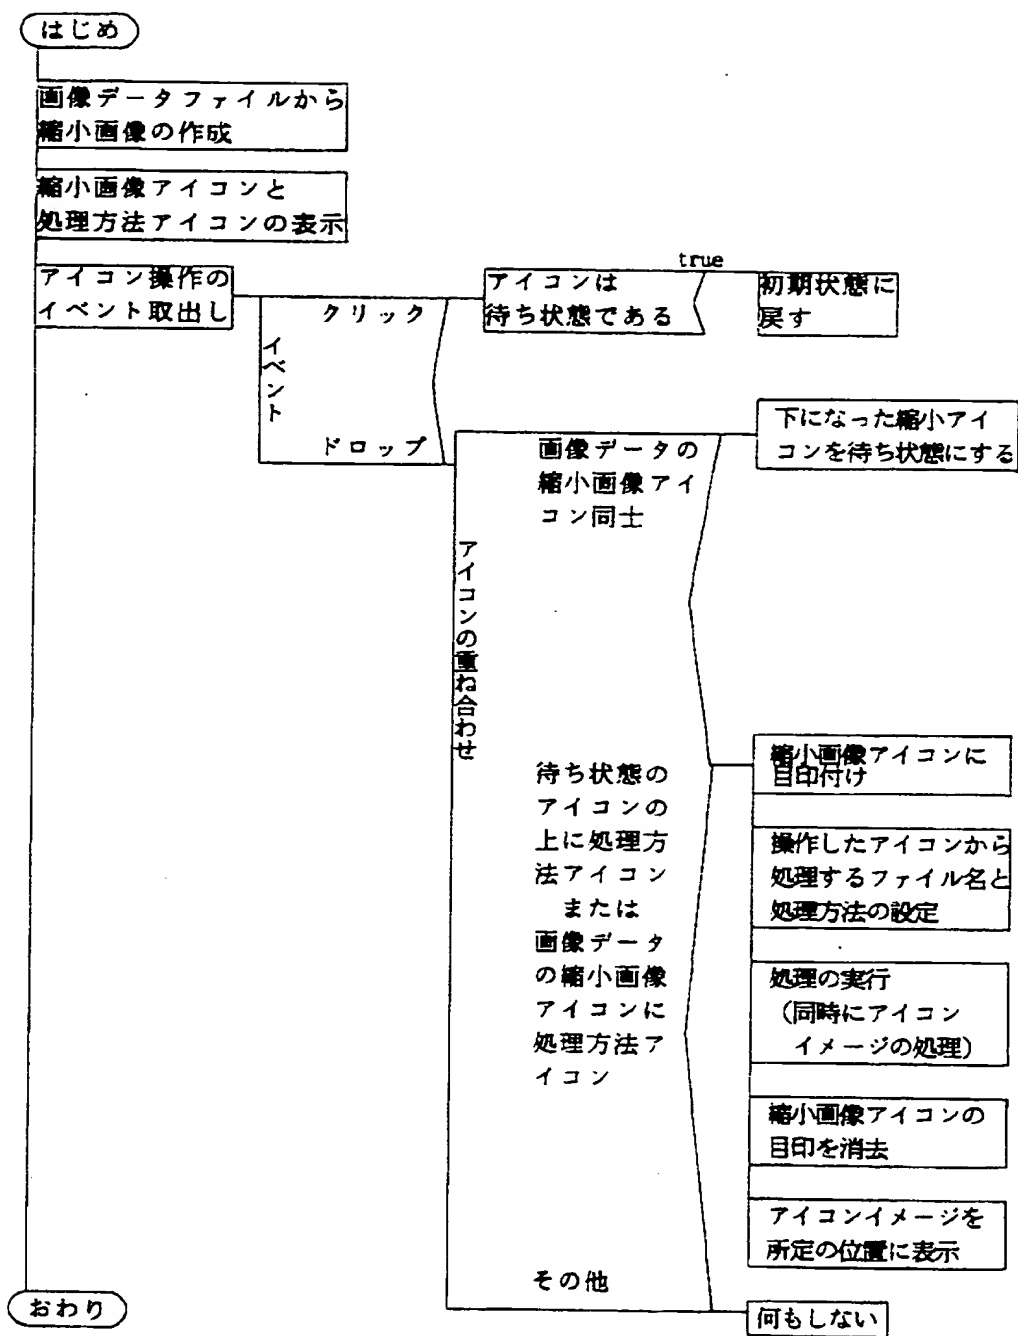 はじめ
画像データファイルから
縮小画像の作成
縮小画像アイコンと
処理方法アイコンの表示
アイコン操作の
イベント取出し
イベント
クリック
アイコンは
待ち状態である
true
初期状態に
戻す
ドロップ
アイコンの重ね合わせ
画像データの
縮小画像アイ
コン同士
下になった縮小アイ
コンを待ち状態にする
待ち状態の
アイコンの
上に処理方
法アイコン
または
画像データ
の縮小画像
アイコンに
処理方法ア
イコン
縮小画像アイコンに
目印付け
操作したアイコンから
処理するファイル名と
処理方法の設定
処理の実行
(同時にアイコン
イメージの処理)
縮小画像アイコンの
目印を消去
アイコンイメージを
所定の位置に表示
その他
何もしない
おわり